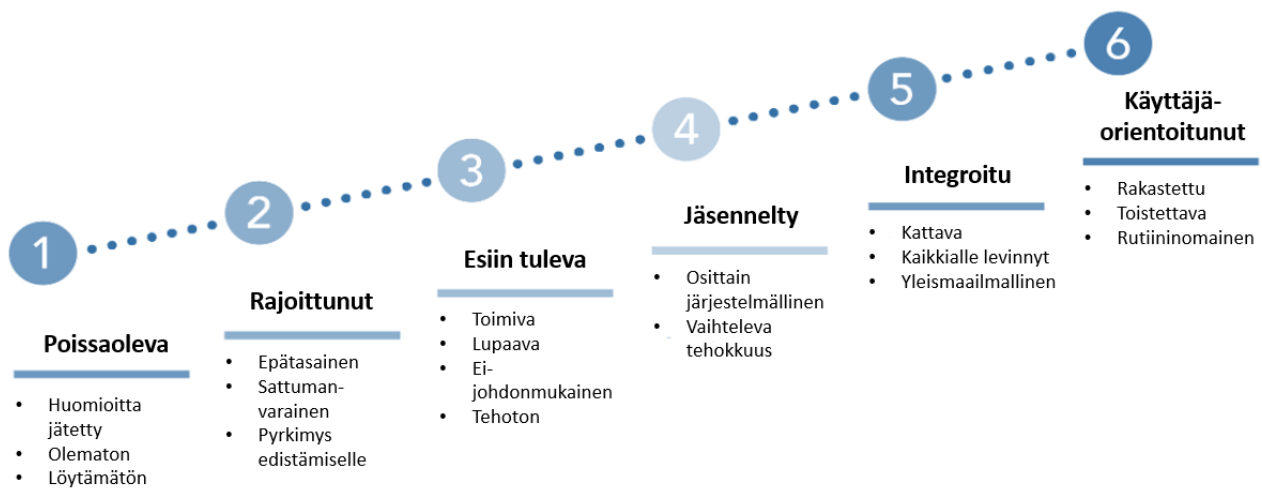 1
Poissaoleva
• Huomioitta
jätetty
• Olematon
• Löytämätön
2
Rajoittunut
• Epätasainen
• Sattuman-
varainen
• Pyrkimys
edistämiselle
3
Esiin tuleva
• Toimiva
• Lupaava
• Ei-
johdonmukainen
• Tehoton
4
Jäsennelty
• Osittain
järjestelmällinen
• Vaihteleva
tehokkuus
5
Integroitu
• Kattava
• Kaikkialle levinnyt
• Yleismaailmallinen
6
Käyttäjä-
orientoitunut
• Rakastettu
• Toistettava
• Rutiininomainen